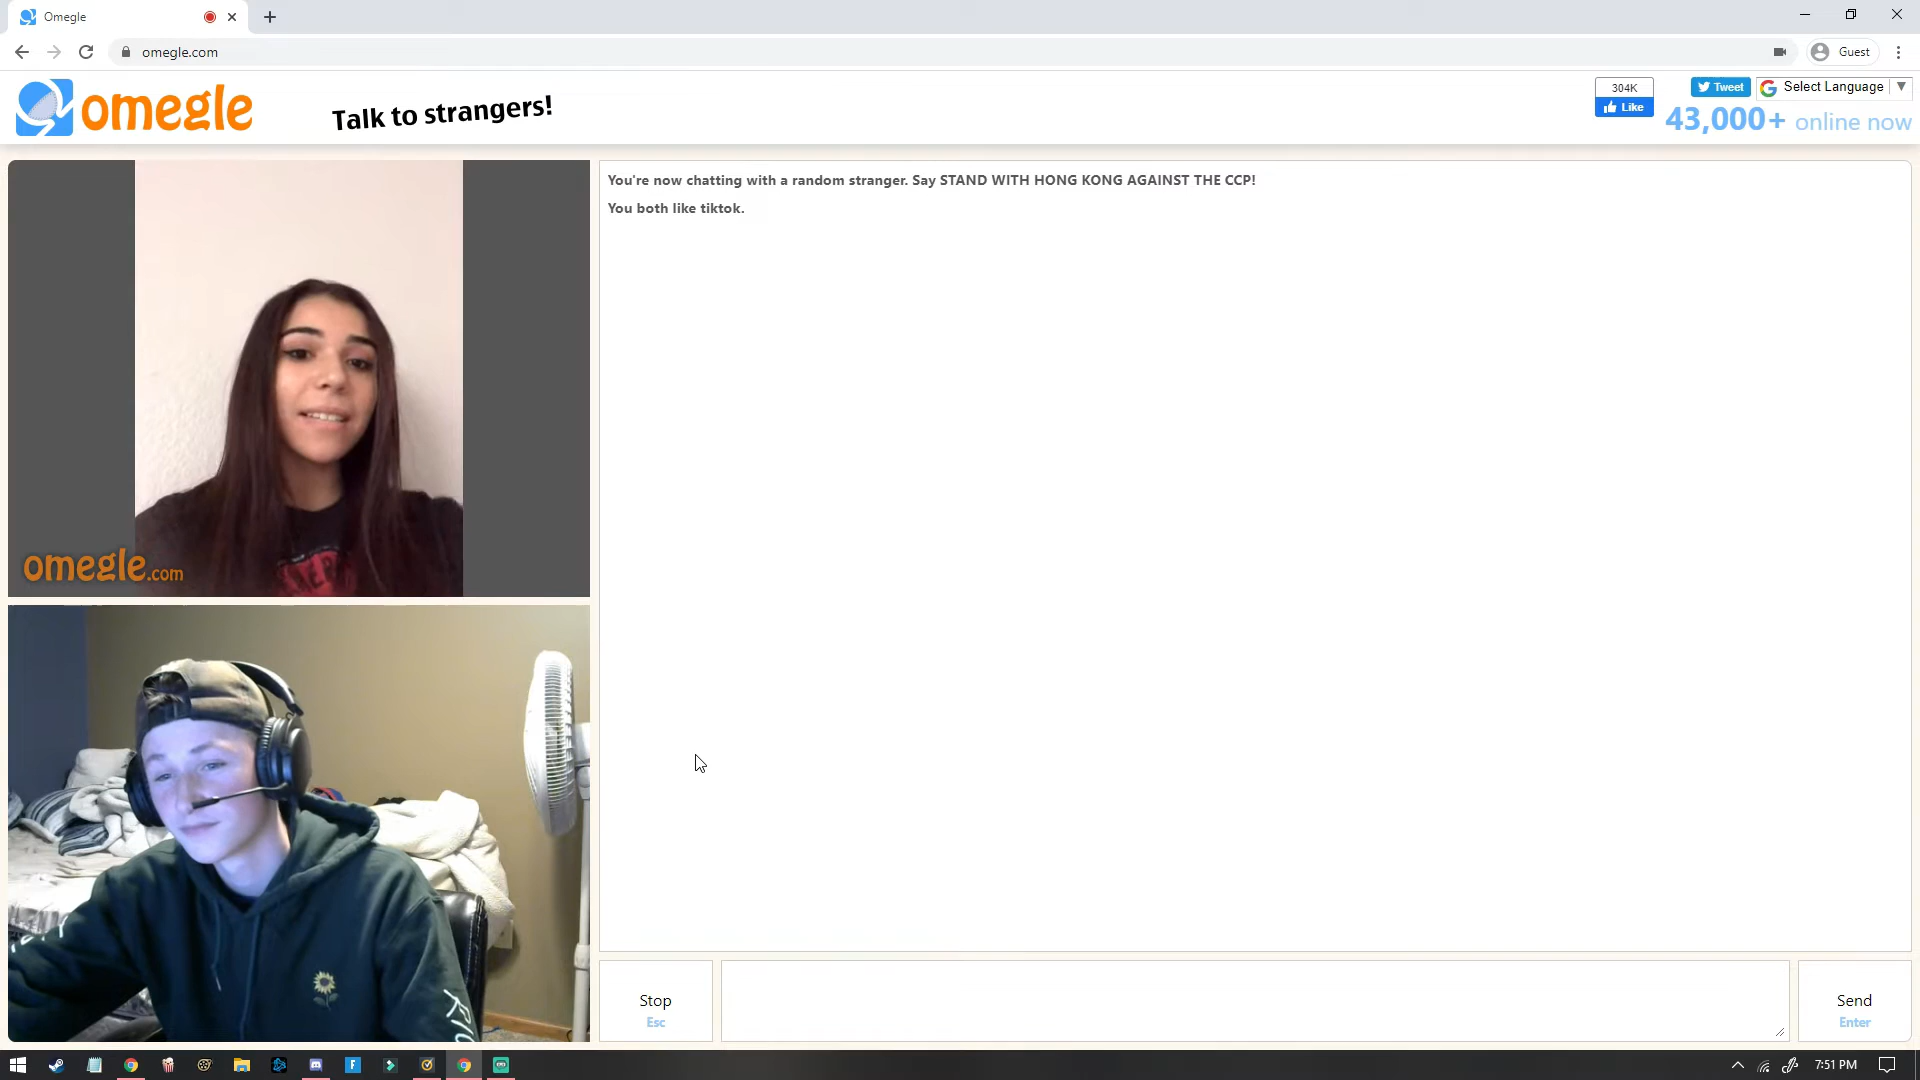 Omegle
omegle.com
Guest
omegle
Talk to strangers!
304K
Like
Tweet
Select Language
43,000+ online now
You're now chatting with a random stranger. Say STAND WITH HONG KONG AGAINST THE CCP!
You both like tiktok.
omegle.com
Stop
Esc
Send
Enter
7:51 PM